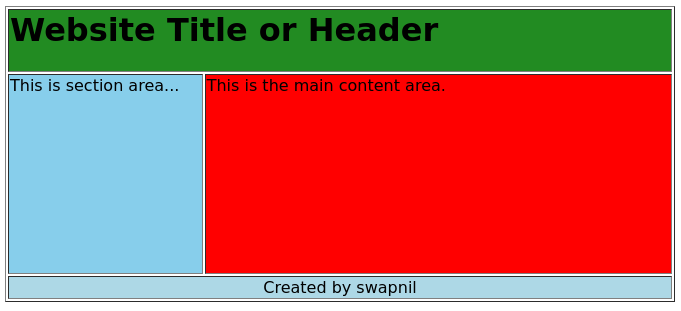 Website Title or Header
This is section area...
This is the main content area.
Created by swapnil